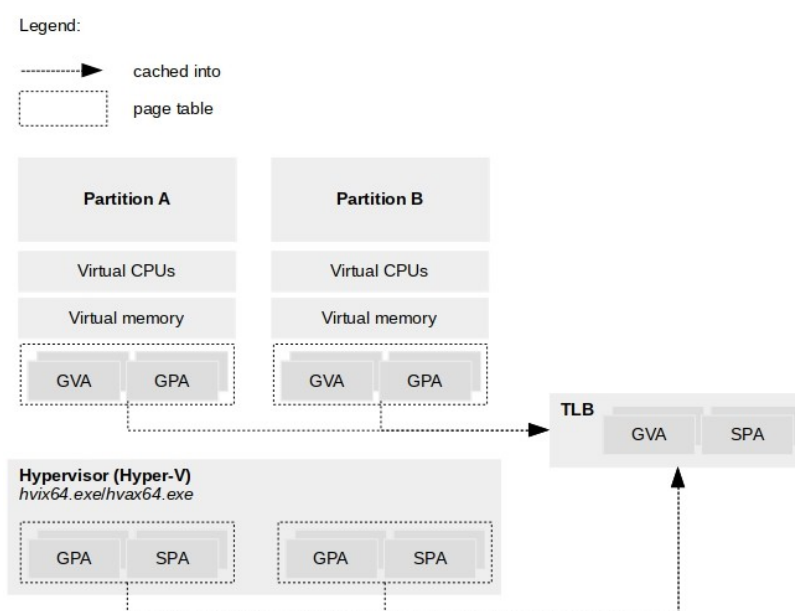 Legend:
cached into
page table
Partition A
Partition B
Virtual CPUs
Virtual CPUs
Virtual memory
Virtual memory
GVA
GPA
GVA
GPA
TLB
GVA
SPA
Hypervisor (Hyper-V)
hvix64.exe/hvax64.exe
GPA
SPA
GPA
SPA